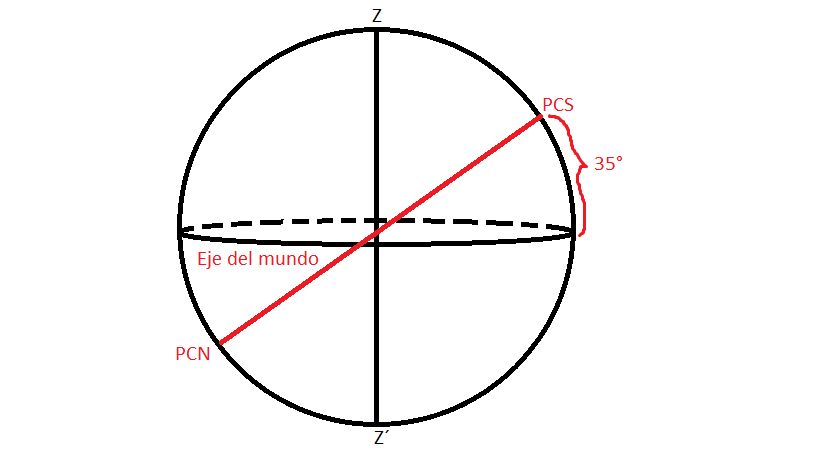 Z
PCS
35°
Eje del mundo
PCN
Z´